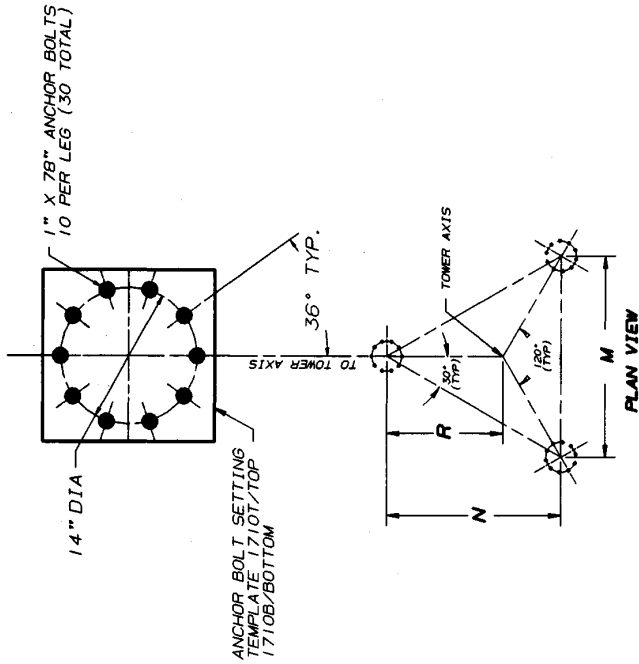 1" X 78" ANCHOR BOLTS
10 PER LEG (30 TOTAL)
14" DIA
36° TYP.
TO TOWER AXIS
ANCHOR BOLT SETTING
TEMPLATE 1710T/TOP
1710B/BOTTOM
TOWER AXIS
30°
(TYP)
120°
(TYP)
R
N
M
PLAN VIEW